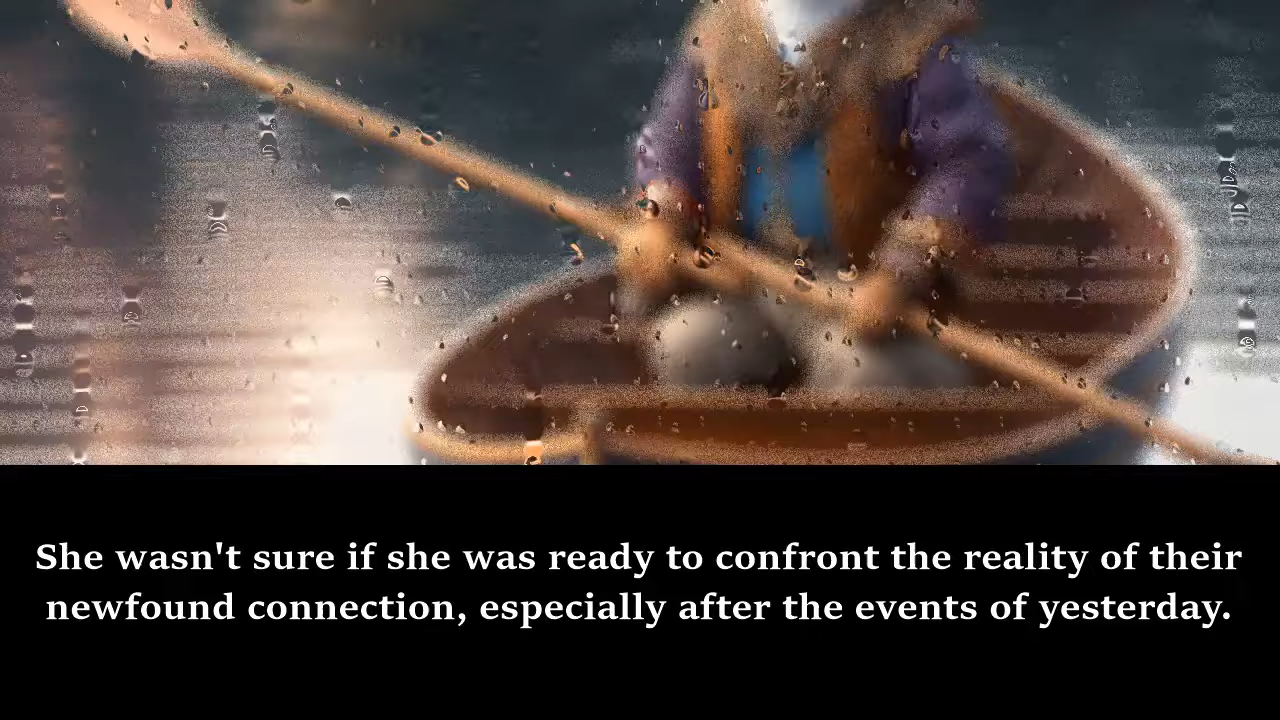 She wasn't sure if she was ready to confront the reality of their
newfound connection, especially after the events of yesterday.